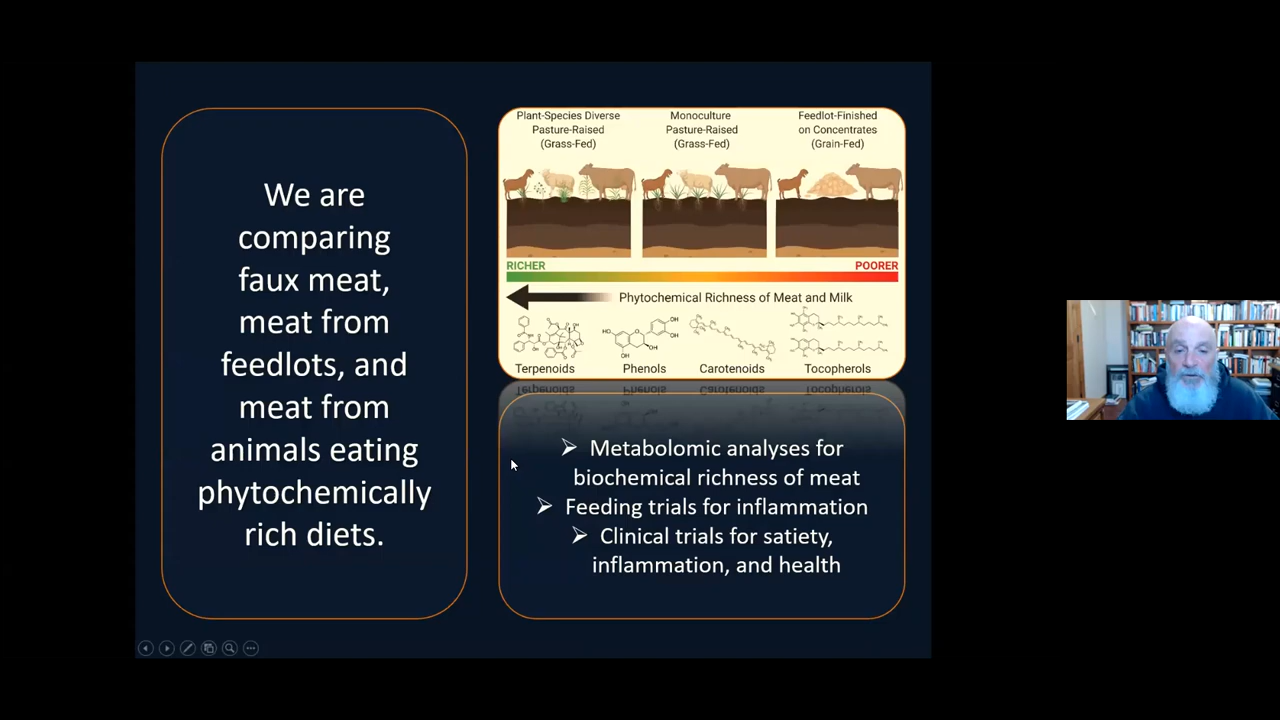 We are
comparing
faux meat,
meat from
feedlots, and
meat from
animals eating
phytochemically
rich diets.
Plant-Species Diverse
Pasture-Raised
(Grass-Fed)
Monoculture
Pasture-Raised
(Grass-Fed)
Feedlot-Finished
on Concentrates
(Grain-Fed)
RICHER
POORER
Phytochemical Richness of Meat and Milk
Terpenoids
Phenols
Carotenoids
Tocopherols
Metabolomic analyses for
biochemical richness of meat
Feeding trials for inflammation
Clinical trials for satiety,
inflammation, and health